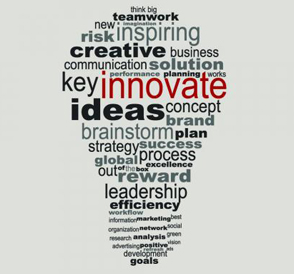 think big
teamwork
new imagination
risk inspiring
creative business
communication solution
performance planning works
key innovate
ideas concept
brand
brainstorm plan
strategy success
global process
out of the box excellence
reward
leadership
efficiency
workflow
information marketing best
organization network social
green
research analysis
vision
advertising positive ads
refresh
development
goals